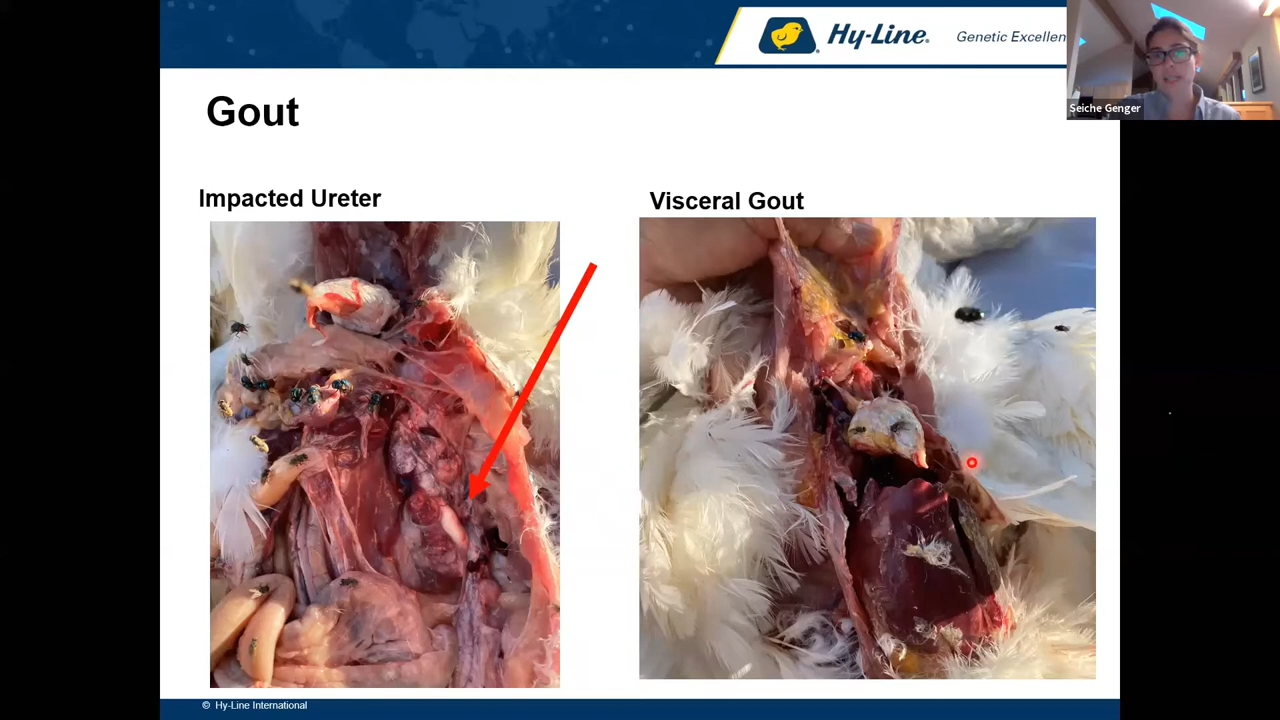 Hy-Line®
Genetic Excellen
Seiche Genger
Gout
Impacted Ureter
Visceral Gout
© Hy-Line International